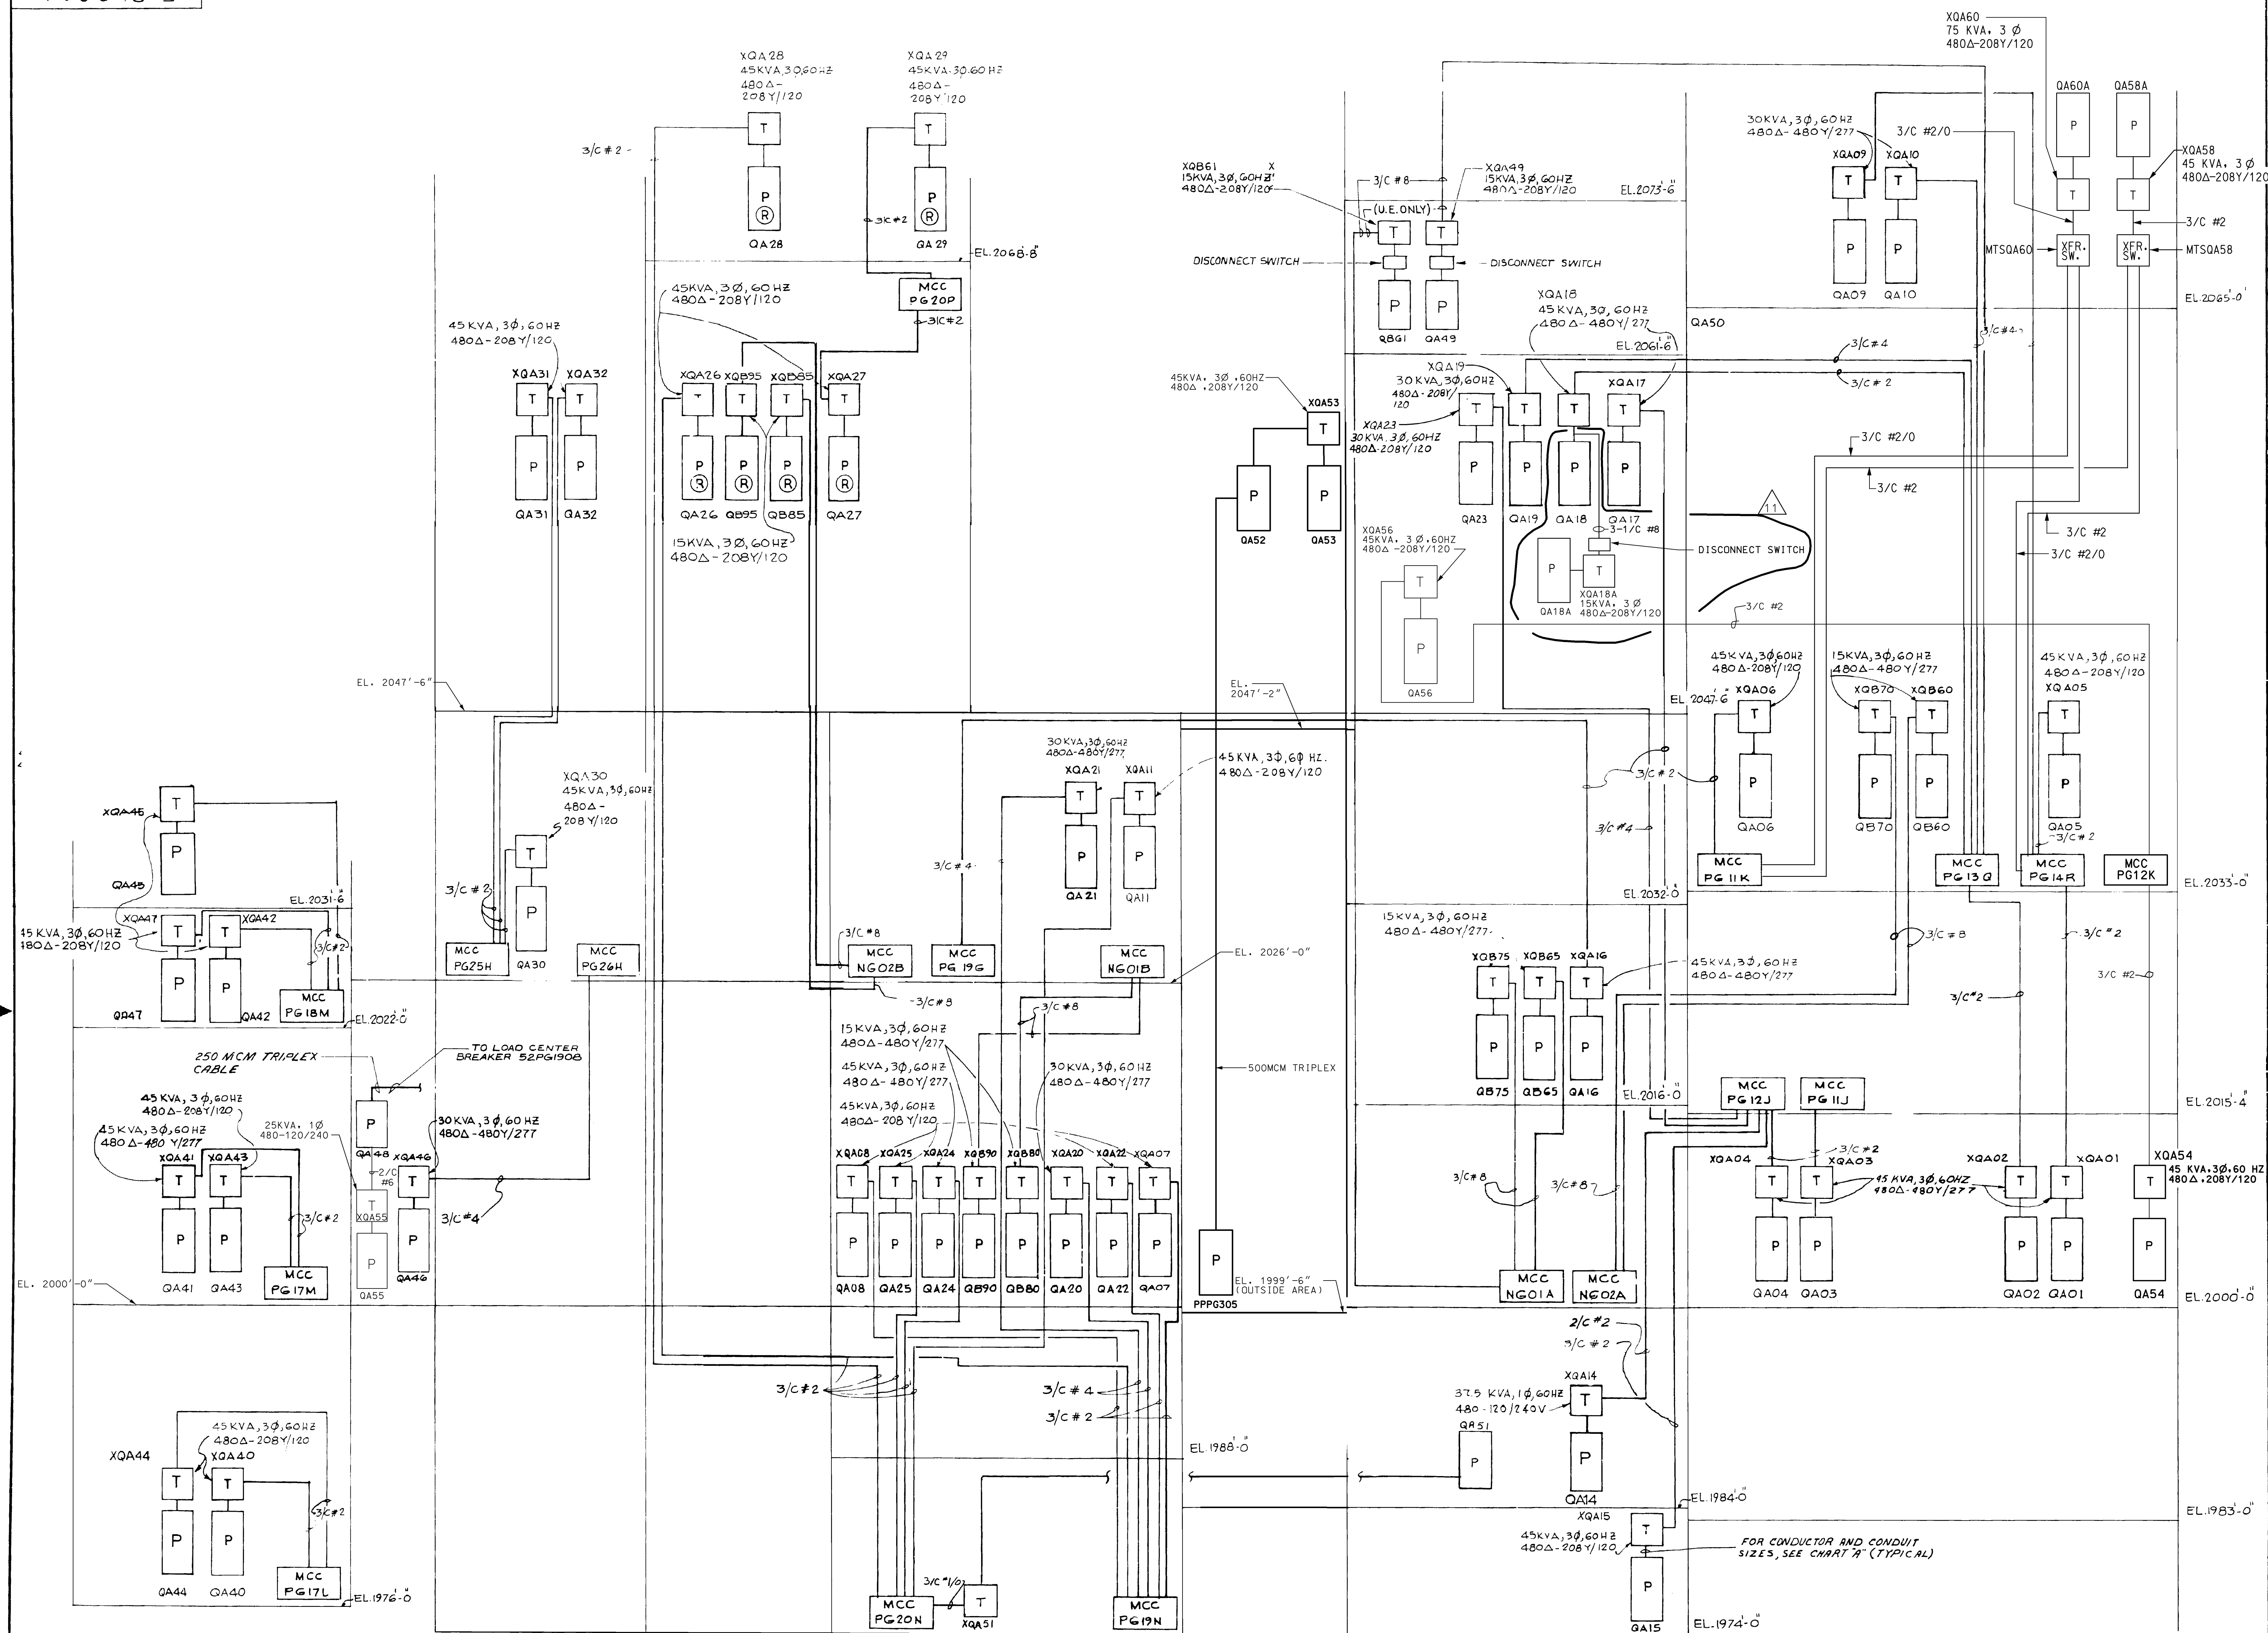 XQA28
45KVA,3Ø,60HZ
480Δ-
208Y/120
T
P
R
QA28
3/C #2
XQA29
45KVA.3Ø.60HZ
480Δ-
208Y/120
T
P
R
QA29
3/C#2
EL.2068'-8"
MCC
PG20P
3/C#2
45KVA,3Ø,60HZ
480Δ-208Y/120
45KVA,3Ø,60HZ
480Δ-208Y/120
XQA31
XQA32
T
T
P
P
QA31
QA32
XQA26
XQB95
XQB85
XQA27
T
T
T
T
P
P
P
P
R
R
R
R
QA26
QB95
QB85
QA27
15KVA,3Ø,60HZ
480Δ-208Y/120
EL. 2047'-6"
XQB61
X
15KVA,3Ø,60HZ
480Δ-208Y/120
3/C #8
(U.E.ONLY)
XQA49
15KVA,3Ø,60HZ
480Δ-208Y/120
EL.2073'-6"
T
T
DISCONNECT SWITCH
DISCONNECT SWITCH
P
P
QB61
QA49
XQA18
45KVA,3Ø,60HZ
480Δ-480Y/277
EL.2061'-6"
QA50
45KVA, 3Ø,60HZ
480Δ.208Y/120
XQA53
T
P
P
QA52
QA53
XQA23
30KVA,3Ø,60HZ
480Δ-208Y/120
XQA19
30KVA,3Ø,60HZ
480Δ-208Y/
120
XQA17
T
T
T
T
P
P
P
P
QA23
QA19
QA18
QA17
3-1/C #8
DISCONNECT SWITCH
11
P
T
QA18A
XQA18A
15KVA, 3Ø
480Δ-208Y/120
XQA56
45KVA, 3Ø,60HZ
480Δ-208Y/120
T
P
QA56
3/C #2
EL.
2047'-2"
EL.2047'-6"
XQA60
75 KVA, 3Ø
480Δ-208Y/120
QA60A
QA58A
P
P
T
T
XQA58
45 KVA, 3Ø
480Δ-208Y/120
3/C #2/0
3/C #2
XFR.
SW.
XFR.
SW.
MTSQA60
MTSQA58
30KVA,3Ø,60HZ
480Δ-480Y/277
XQA09
XQA10
T
T
P
P
QA09
QA10
EL.2065'-0"
3/C#4
3/C#4
3/C#2
3/C #2/0
3/C #2
3/C #2
3/C #2/0
45KVA,3Ø,60HZ
480Δ-208Y/120
XQA06
T
P
QA06
15KVA,3Ø,60HZ
480Δ-480Y/277
XQB70
XQB60
T
T
P
P
QB70
QB60
45KVA,3Ø,60HZ
480Δ-208Y/120
XQA05
T
P
QA05
3/C#2
3/C#2
3/C#4
MCC
PG11K
MCC
PG13Q
MCC
PG14R
MCC
PG12K
EL.2033'-0"
EL.2032'-0"
XQA45
T
P
QA45
EL.2031'-6"
XQA47
XQA42
45KVA,3Ø,60HZ
480Δ-208Y/120
T
T
P
P
3/C#2
QA47
QA42
MCC
PG18M
EL.2022'-0"
XQA30
45KVA,3Ø,60HZ
480Δ-
208Y/120
T
P
QA30
3/C #2
MCC
PG25H
MCC
PG26H
30KVA,3Ø,60HZ
480Δ-480Y/277
XQA21
XQA11
45KVA,3Ø,60HZ.
480Δ-208Y/120
T
T
P
P
QA21
QA11
3/C#4
3/C#8
MCC
NG02B
MCC
PG19G
MCC
NG01B
EL. 2026'-0"
3/C#8
3/C#8
15KVA,3Ø,60HZ
480Δ-480Y/277
XQB75
XQB65
XQA16
45KVA,3Ø,60HZ
480Δ-480Y/277
T
T
T
P
P
P
QB75
QB65
QA16
EL.2016'-0"
3/C#8
3/C#2
3/C#2
3/C #2
MCC
PG12J
MCC
PG11J
EL.2015'-4"
250 MCM TRIPLEX
CABLE
TO LOAD CENTER
BREAKER 52PG1908
45KVA,3Ø,60HZ
480Δ-208Y/120
45KVA,3Ø,60HZ
480Δ-480Y/277
25KVA, 1Ø
480-120/240
P
QA48
2/C
#6
T
XQA55
P
QA55
XQA46
30KVA,3Ø,60HZ
480Δ-480Y/277
T
P
QA46
3/C#4
XQA41
XQA43
T
T
P
P
QA41
QA43
3/C#2
MCC
PG17M
EL. 2000'-0"
15KVA,3Ø,60HZ
480Δ-480Y/277
45KVA,3Ø,60HZ
480Δ-480Y/277
45KVA,3Ø,60HZ
480Δ-208Y/120
30KVA,3Ø,60HZ
480Δ-480Y/277
XQA08
XQA25
XQA24
XQB90
XQB80
XQA20
XQA22
XQA07
T
T
T
T
T
T
T
T
P
P
P
P
P
P
P
P
QA08
QA25
QA24
QB90
QB80
QA20
QA22
QA07
500MCM TRIPLEX
P
PPPG305
EL. 1999'-6"
(OUTSIDE AREA)
3/C#8
3/C#8
MCC
NG01A
MCC
NG02A
3/C#2
XQA04
XQA03
XQA02
XQA01
XQA54
45 KVA,3Ø,60 HZ
480Δ.208Y/120
T
T
T
T
T
45KVA,3Ø,60HZ
480Δ-480Y/277
P
P
P
P
P
QA04
QA03
QA02
QA01
QA54
EL.2000'-0"
3/C#2
3/C#4
3/C#2
2/C#2
3/C#2
XQA14
37.5 KVA,1Ø,60HZ
480-120/240V
T
P
QA14
QA51
P
EL.1988'-0"
EL.1984'-0"
EL.1983'-0"
45KVA,3Ø,60HZ
480Δ-208Y/120
XQA44
XQA40
T
T
P
P
QA44
QA40
3/C#2
MCC
PG17L
EL.1976'-0"
MCC
PG20N
3/C#1/0
T
XQA51
MCC
PG19N
XQA15
45KVA,3Ø,60HZ
480Δ-208Y/120
T
P
QA15
FOR CONDUCTOR AND CONDUIT
SIZES, SEE CHART "A" (TYPICAL)
EL.1974'-0"